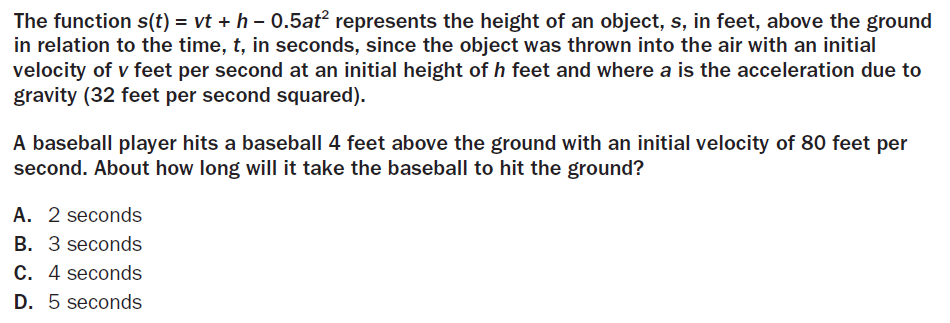 The function s(t) = vt + h – 0.5at² represents the height of an object, s, in feet, above the ground
in relation to the time, t, in seconds, since the object was thrown into the air with an initial
velocity of v feet per second at an initial height of h feet and where a is the acceleration due to
gravity (32 feet per second squared).
A baseball player hits a baseball 4 feet above the ground with an initial velocity of 80 feet per
second. About how long will it take the baseball to hit the ground?
A. 2 seconds
B. 3 seconds
C. 4 seconds
D. 5 seconds